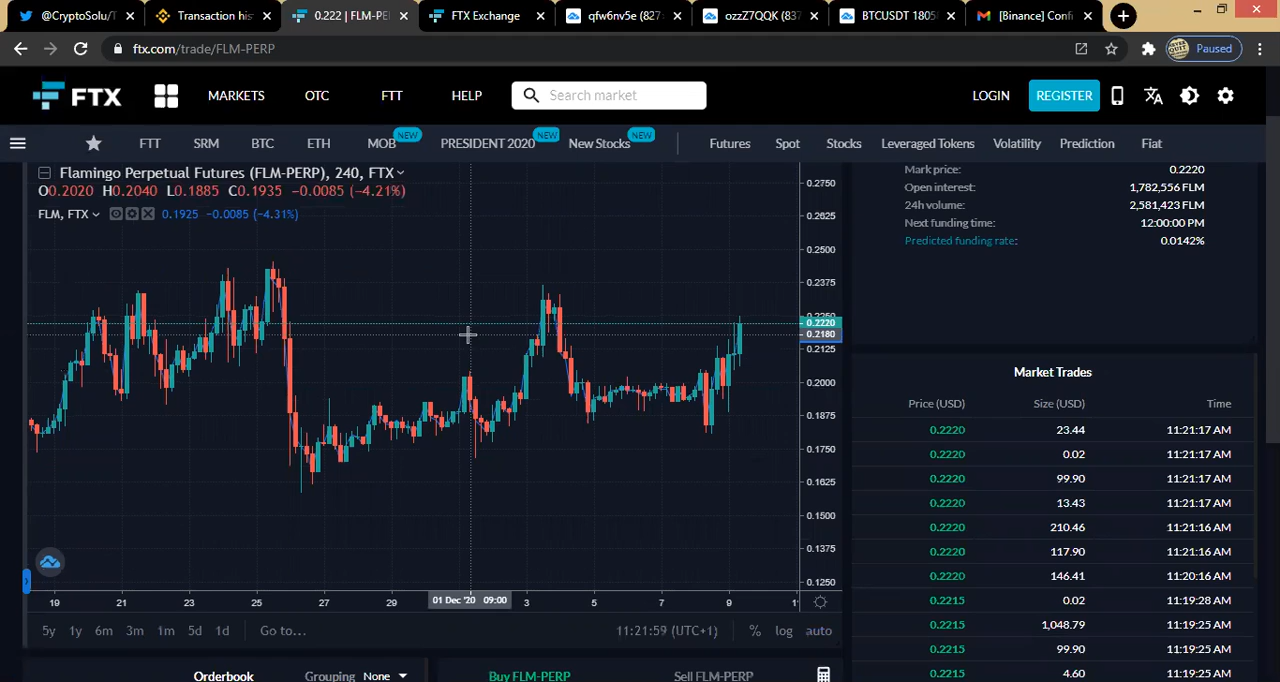 @CryptoSolu/T
Transaction his
0.222 | FLM-PE
FTX Exchange
qfw6nv5e (827
ozzZ7QQK (837
BTCUSDT 1805
[Binance] Confi
ftx.com/trade/FLM-PERP
Paused
FTX MARKETS OTC FTT HELP Search market LOGIN REGISTER
FTT SRM BTC ETH MOB NEW PRESIDENT 2020 NEW New Stocks NEW Futures Spot Stocks Leveraged Tokens Volatility Prediction Fiat
Flamingo Perpetual Futures (FLM-PERP), 240, FTX
O0.2020 H0.2040 L0.1885 C0.1935 −0.0085 (−4.21%)
FLM, FTX 0.1925 −0.0085 (−4.31%)
0.2750
0.2625
0.2500
0.2375
0.2250
0.2220
0.2180
0.2125
0.2000
0.1875
0.1750
0.1625
0.1500
0.1375
0.1250
19 21 23 25 27 29 01 Dec '20 09:00 3 5 7 9 1
5y 1y 6m 3m 1m 5d 1d Go to... 11:21:59 (UTC+1) % log auto
Orderbook Grouping None
Buy FLM-PERP Sell FLM-PERP
Mark price: 0.2220
Open interest: 1,782,556 FLM
24h volume: 2,581,423 FLM
Next funding time: 12:00:00 PM
Predicted funding rate: 0.0142%
Market Trades
Price (USD) Size (USD) Time
0.2220 23.44 11:21:17 AM
0.2220 0.02 11:21:17 AM
0.2220 99.90 11:21:17 AM
0.2220 13.43 11:21:17 AM
0.2220 210.46 11:21:16 AM
0.2220 117.90 11:21:16 AM
0.2220 146.41 11:20:16 AM
0.2215 0.02 11:19:28 AM
0.2215 1,048.79 11:19:25 AM
0.2215 99.90 11:19:25 AM
0.2215 4.60 11:19:25 AM